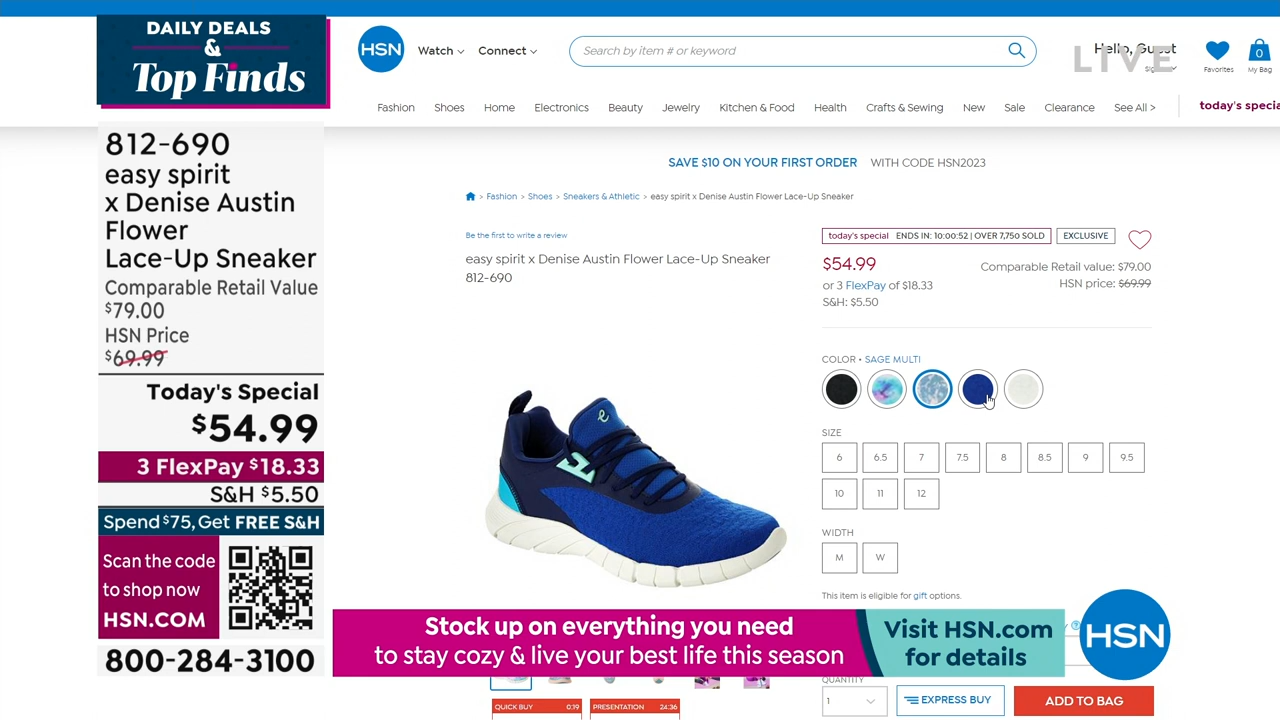 DAILY DEALS
&
Top Finds
812-690
easy spirit
x Denise Austin
Flower
Lace-Up Sneaker
Comparable Retail Value
$79.00
HSN Price
$69.99
Today's Special
$54.99
3 FlexPay $18.33
S&H $5.50
Spend $75, Get FREE S&H
Scan the code
to shop now
HSN.COM
800-284-3100
HSN
Watch
Connect
Search by item # or keyword
Hello, Guest
LIVE
Favorites
0
My Bag
Fashion Shoes Home Electronics Beauty Jewelry Kitchen & Food Health Crafts & Sewing New Sale Clearance See All >
today's specia
SAVE $10 ON YOUR FIRST ORDER WITH CODE HSN2023
> Fashion > Shoes > Sneakers & Athletic > easy spirit x Denise Austin Flower Lace-Up Sneaker
Be the first to write a review
easy spirit x Denise Austin Flower Lace-Up Sneaker
812-690
today's special ENDS IN: 10:00:52 | OVER 7,750 SOLD
EXCLUSIVE
$54.99
Comparable Retail value: $79.00
or 3 FlexPay of $18.33
HSN price: $69.99
S&H: $5.50
COLOR • SAGE MULTI
SIZE
6 6.5 7 7.5 8 8.5 9 9.5
10 11 12
WIDTH
M W
This item is eligible for gift options.
e
Stock up on everything you need
to stay cozy & live your best life this season
Visit HSN.com
for details
HSN
QUANTITY
1
EXPRESS BUY
ADD TO BAG
QUICK BUY 0:19
PRESENTATION 24:36